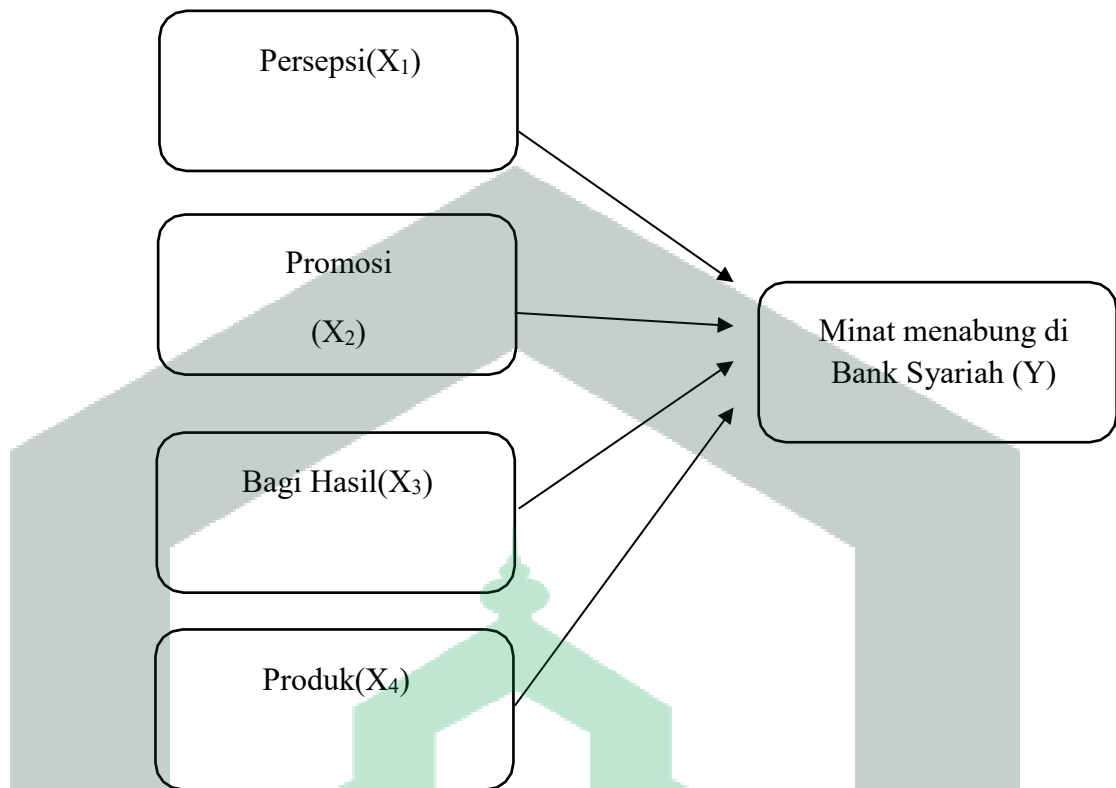 Persepsi(X₁)
Promosi
(X₂)
Bagi Hasil(X₃)
Produk(X₄)
Minat menabung di
Bank Syariah (Y)